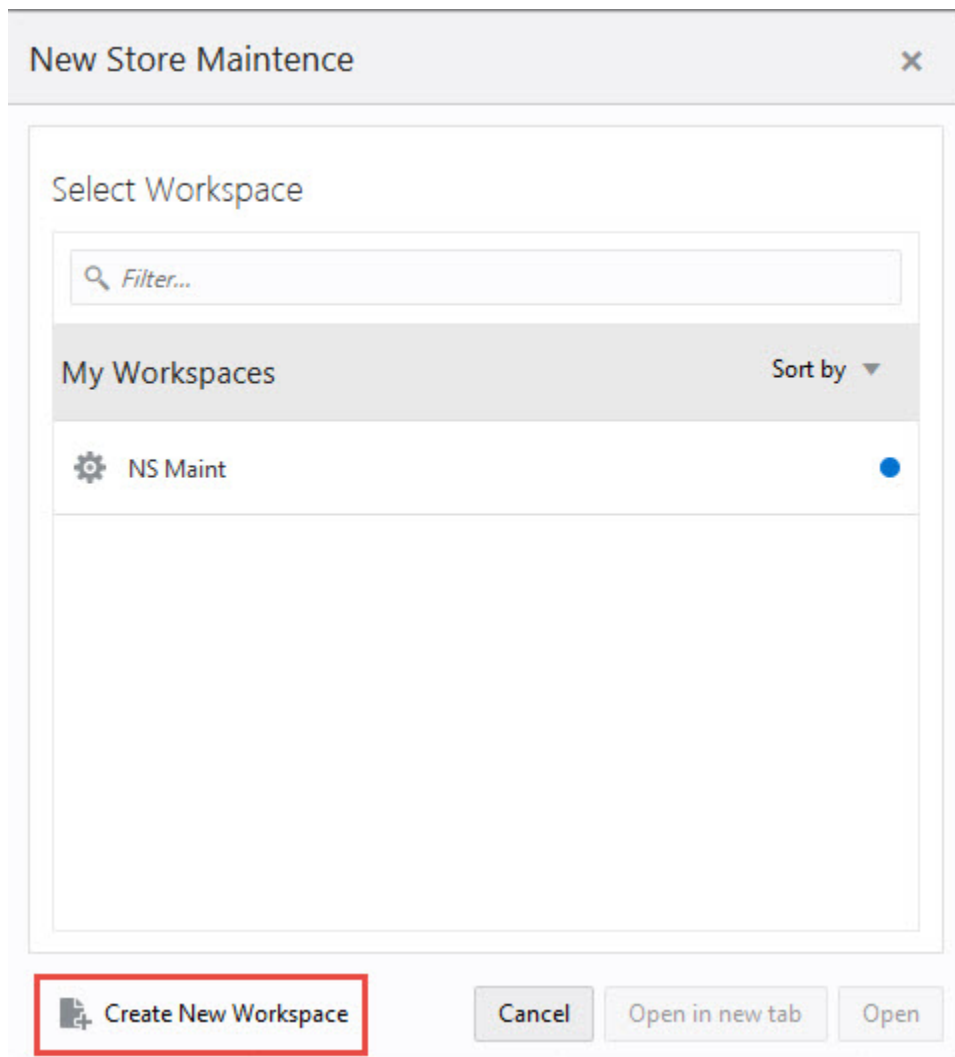 New Store Maintence
Select Workspace
Filter...
My Workspaces Sort by
NS Maint
Create New Workspace Cancel Open in new tab Open